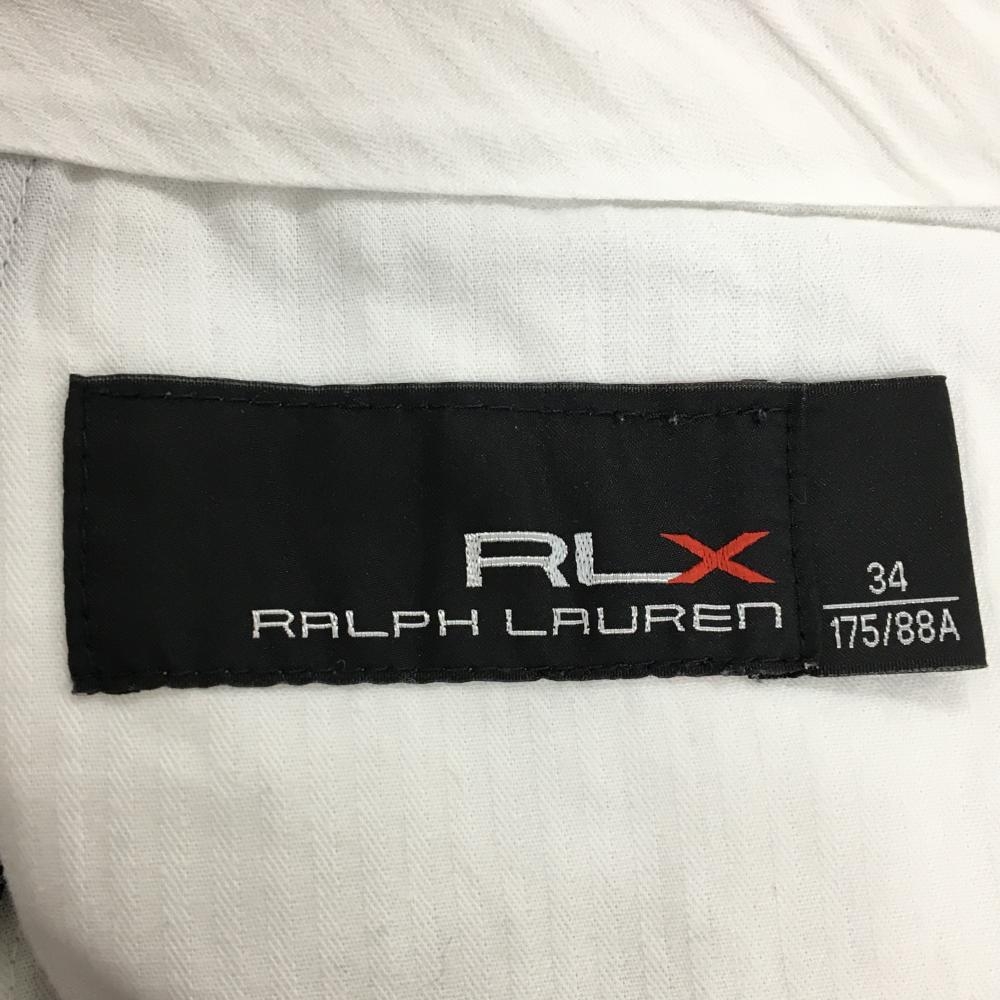 RLX
RALPH LAUREN
34
175/88A